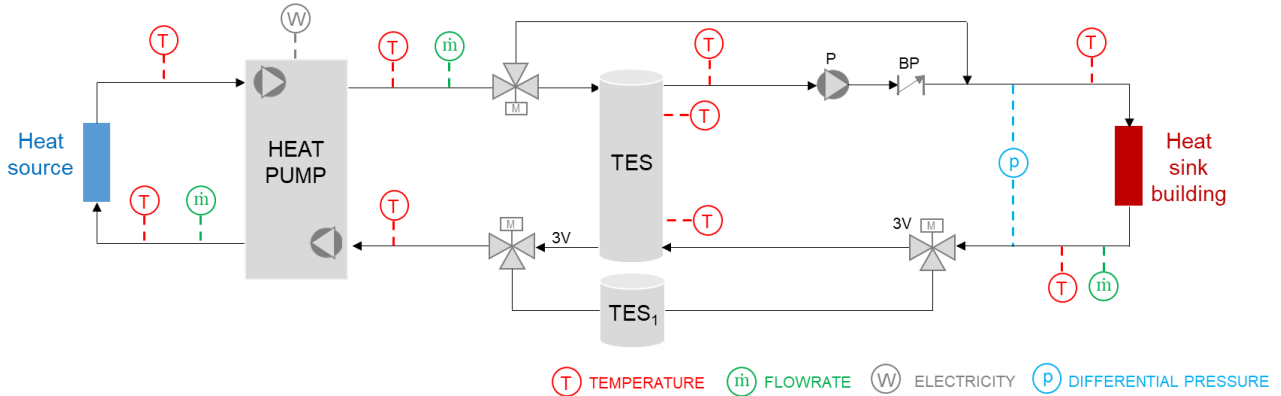 W
T
T
ṁ
T
T
P
BP
T
Heat
source
HEAT
PUMP
M
TES
T
p
Heat
sink
building
T
ṁ
T
M
3V
T
3V
M
T
ṁ
TES₁
T TEMPERATURE
ṁ FLOWRATE
W ELECTRICITY
p DIFFERENTIAL PRESSURE